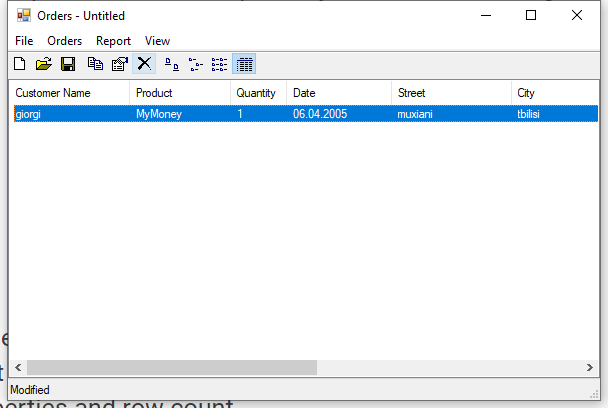 Orders - Untitled
File Orders Report View
Customer Name Product Quantity Date Street City
giorgi MyMoney 1 06.04.2005 muxiani tbilisi
Modified
perties and row count